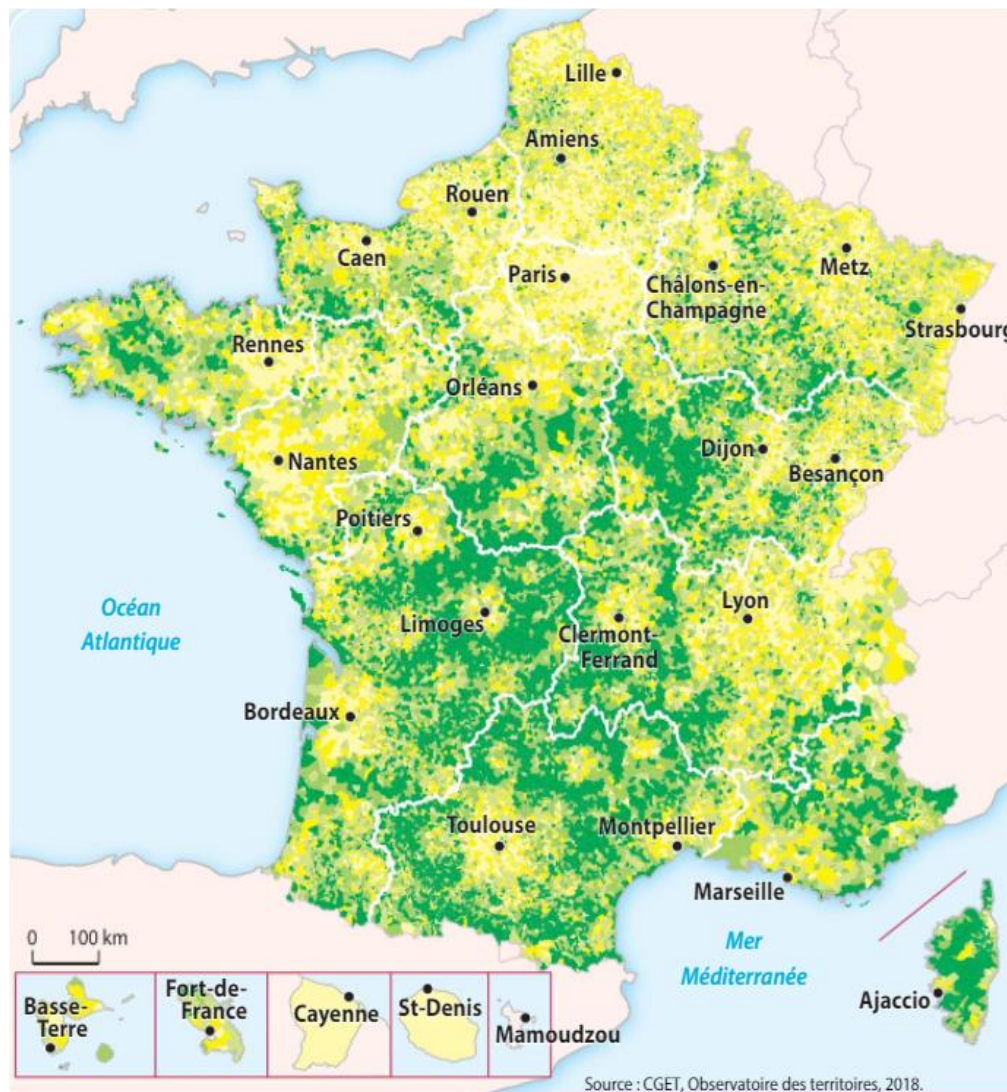 Lille
Amiens
Rouen
Caen
Paris
Châlons-en-
Champagne
Metz
Strasbourg
Rennes
Orléans
Nantes
Dijon
Besançon
Poitiers
Océan
Atlantique
Limoges
Clermont-
Ferrand
Lyon
Bordeaux
Toulouse
Montpellier
Marseille
0 100 km
Mer
Méditerranée
Ajaccio
Basse-
Terre
Fort-de-
France
Cayenne
St-Denis
Mamoudzou
Source : CGET, Observatoire des territoires, 2018.